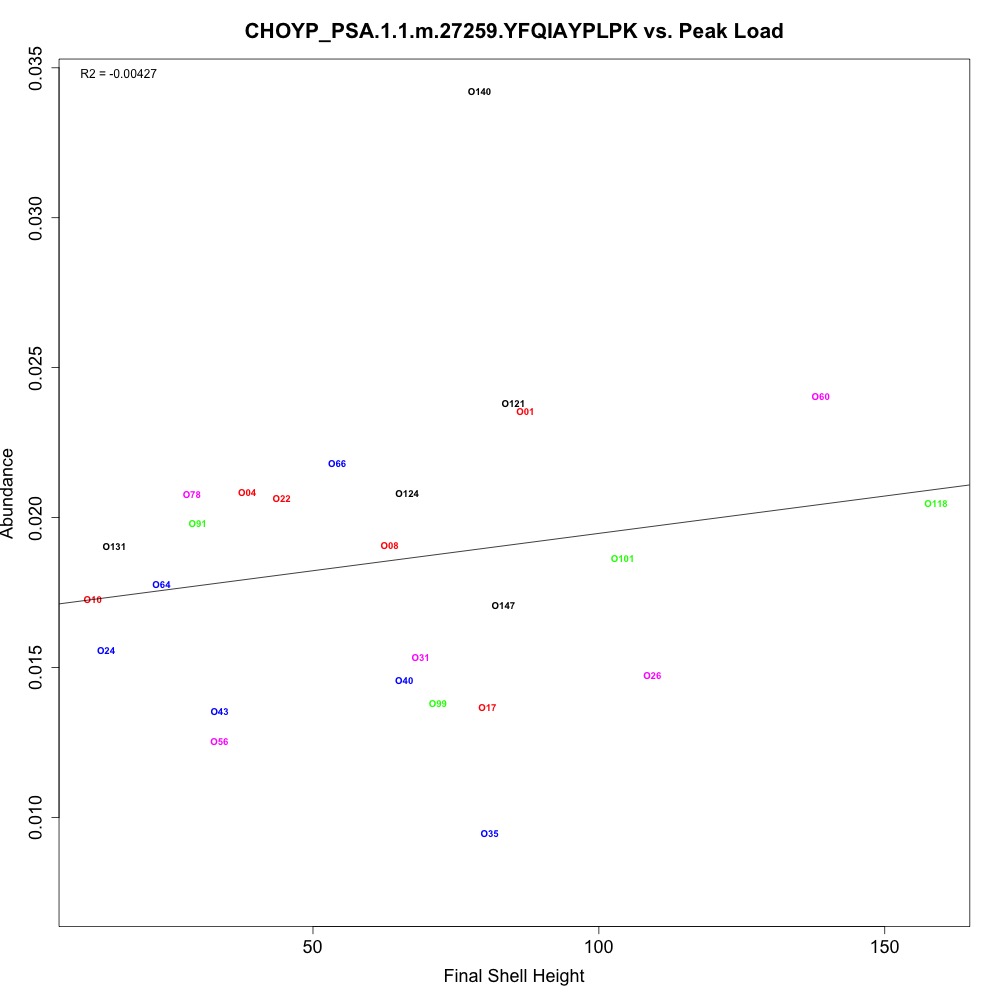 CHOYP_PSA.1.1.m.27259.YFQIAYPLPK vs. Peak Load
R2 = -0.00427
0.035
O140
0.030
0.025
O60
O121
O01
O66
O78
O04
O22
O124
O118
0.020
O91
O131
O08
O101
O64
O10
O147
O24
O31
0.015
O26
O40
O99
O17
O43
O56
O35
0.010
Abundance
50
100
150
Final Shell Height